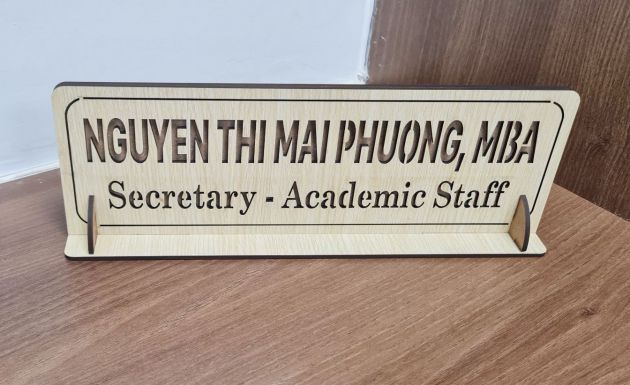 NGUYEN THI MAI PHUONG, MBA
Secretary - Academic Staff